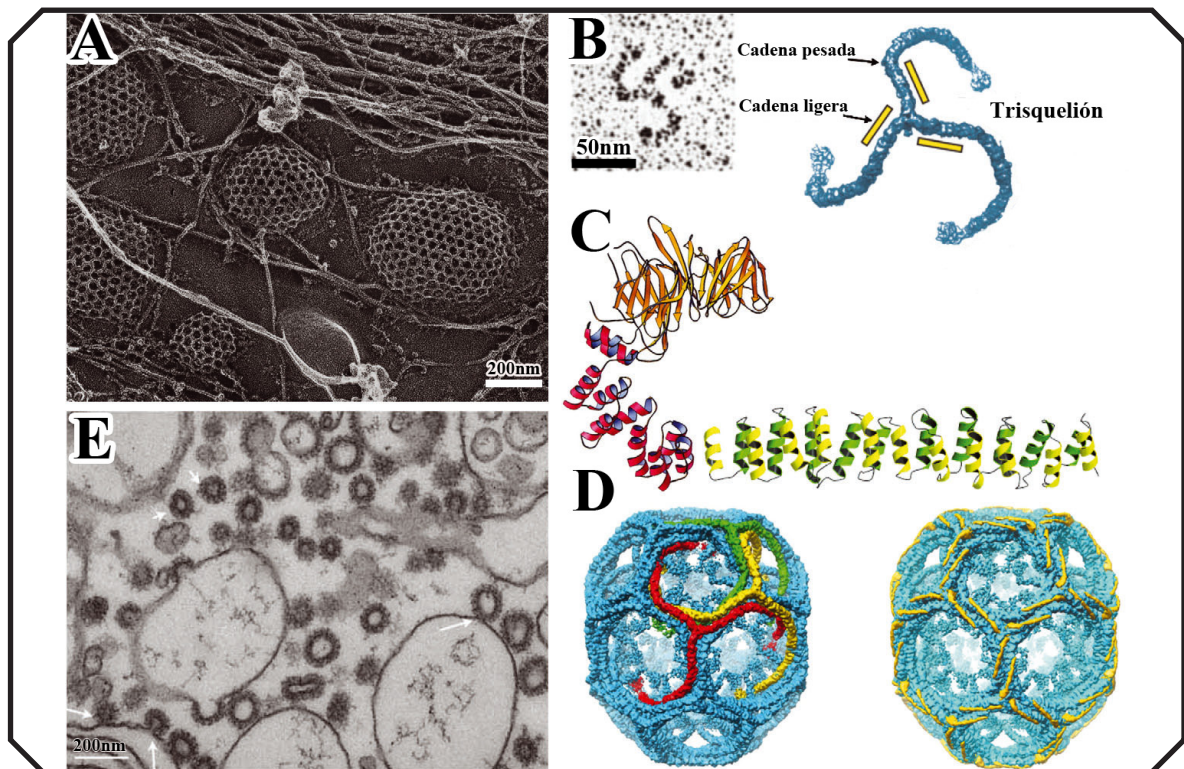 A
200nm
B
50nm
Cadena pesada
Cadena ligera
Trisquelión
C
D
E
200nm